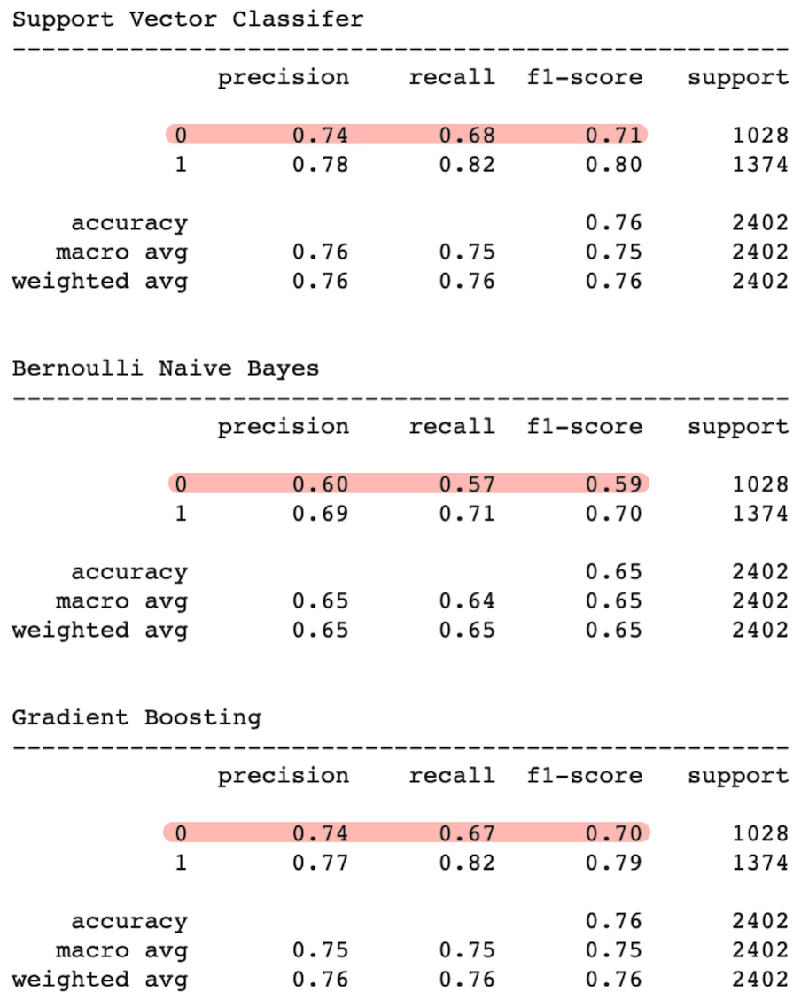 Support Vector Classifer
-----------------------------------------------------
precision recall f1-score support
0 0.74 0.68 0.71 1028
1 0.78 0.82 0.80 1374
accuracy 0.76 2402
macro avg 0.76 0.75 0.75 2402
weighted avg 0.76 0.76 0.76 2402
Bernoulli Naive Bayes
-----------------------------------------------------
precision recall f1-score support
0 0.60 0.57 0.59 1028
1 0.69 0.71 0.70 1374
accuracy 0.65 2402
macro avg 0.65 0.64 0.65 2402
weighted avg 0.65 0.65 0.65 2402
Gradient Boosting
-----------------------------------------------------
precision recall f1-score support
0 0.74 0.67 0.70 1028
1 0.77 0.82 0.79 1374
accuracy 0.76 2402
macro avg 0.75 0.75 0.75 2402
weighted avg 0.76 0.76 0.76 2402